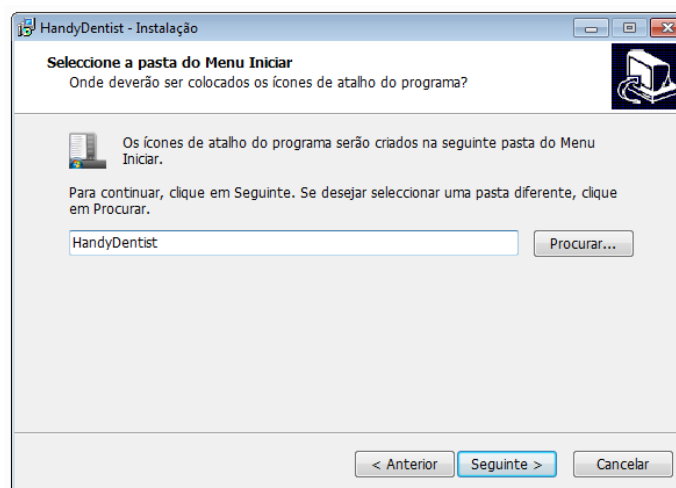 HandyDentist - Instalação
Seleccione a pasta do Menu Iniciar
Onde deverão ser colocados os ícones de atalho do programa?
Os ícones de atalho do programa serão criados na seguinte pasta do Menu
Iniciar.
Para continuar, clique em Seguinte. Se desejar seleccionar uma pasta diferente, clique
em Procurar.
HandyDentist
Procurar...
< Anterior
Seguinte >
Cancelar